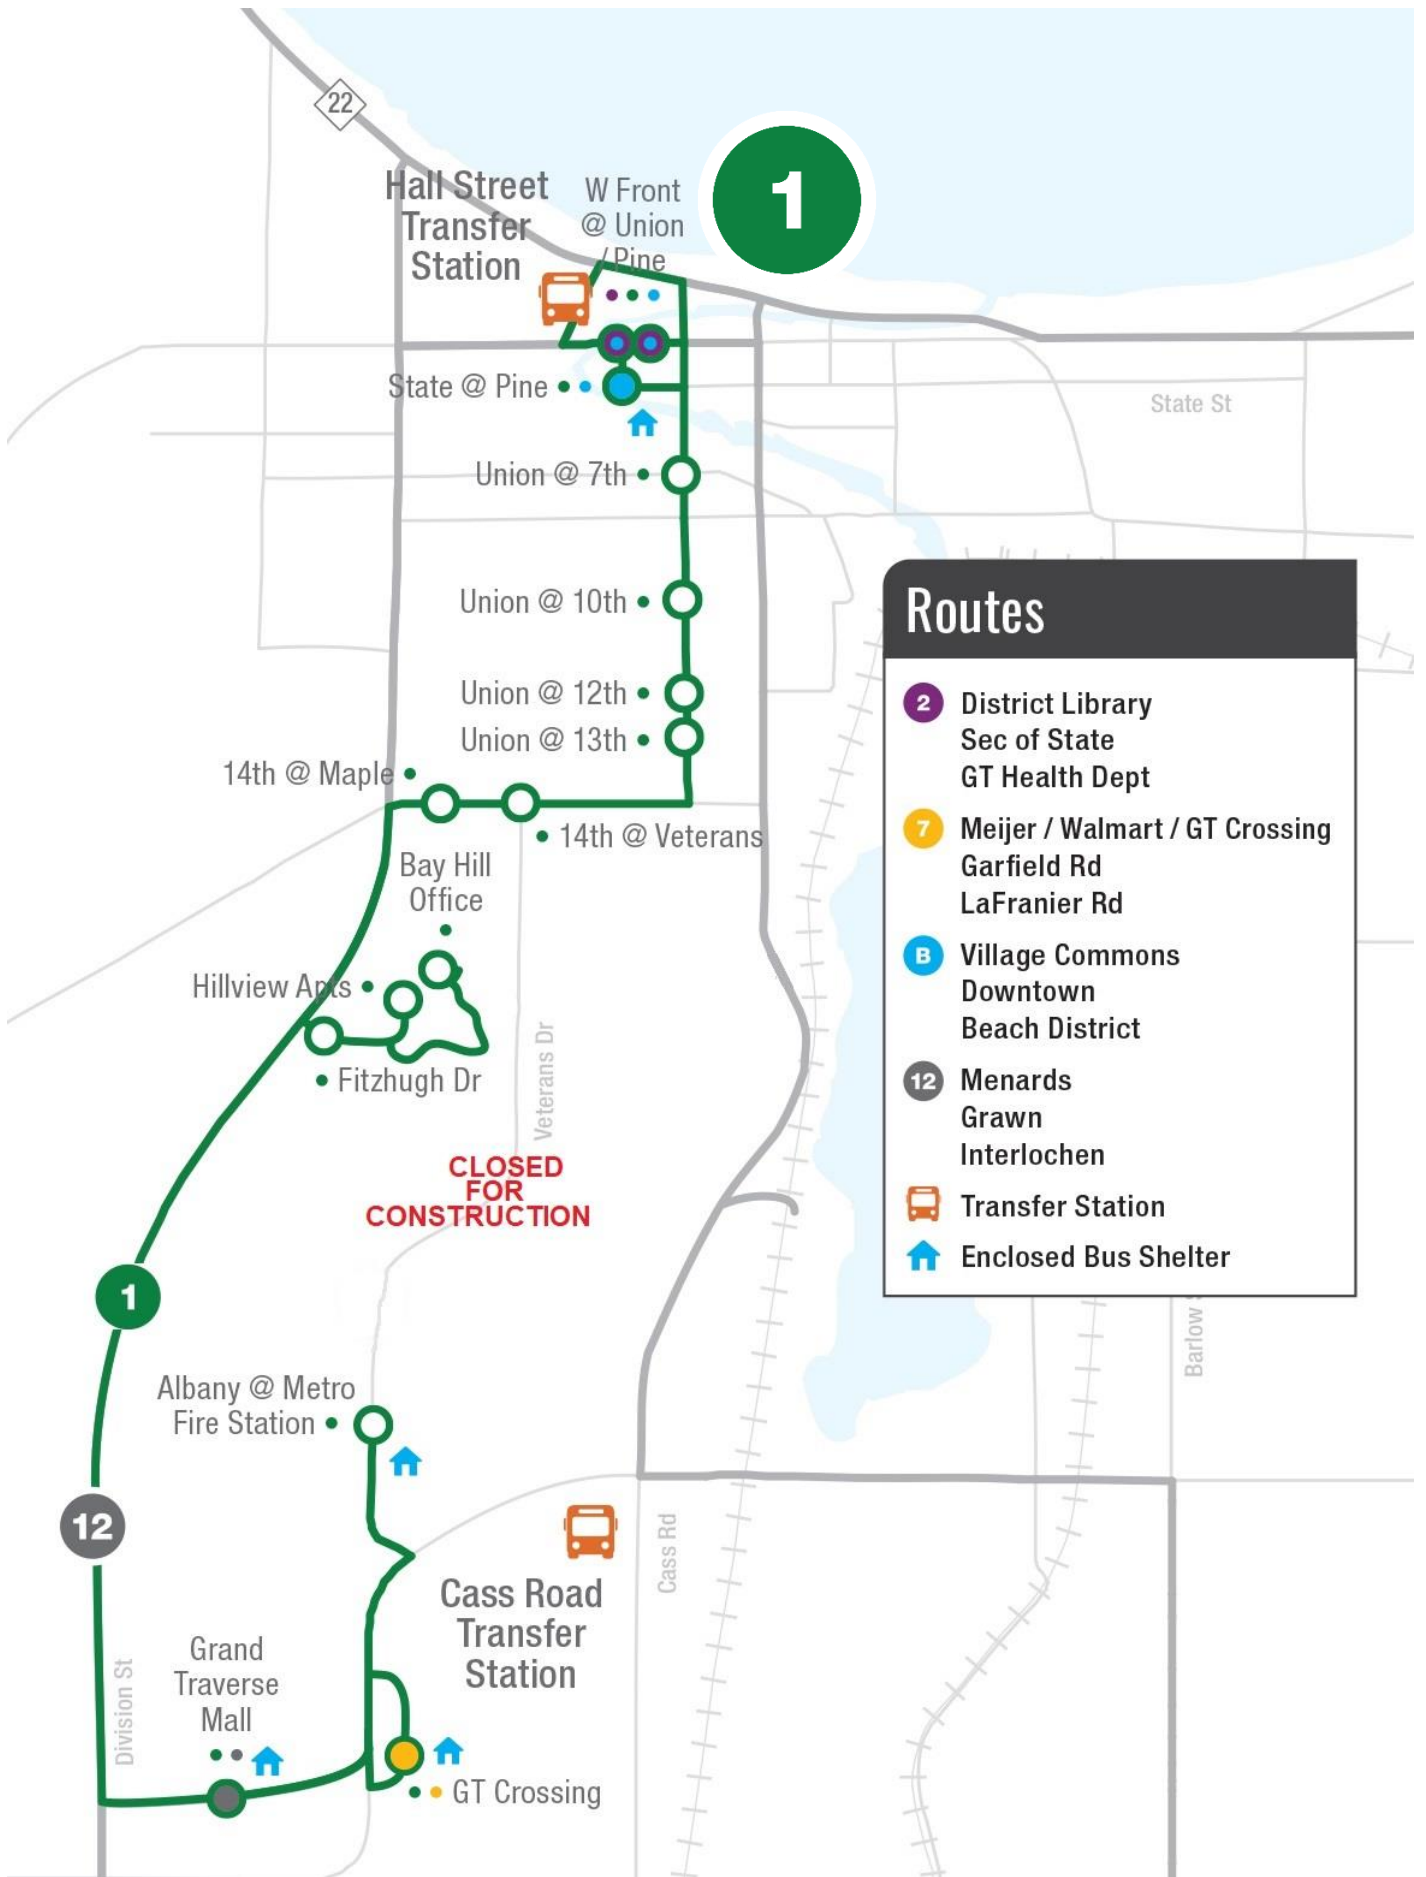 22
Hall Street
Transfer
Station
W Front
@ Union
/Pine
1
State @ Pine
State St
Union @ 7th
Union @ 10th
Union @ 12th
Union @ 13th
14th @ Maple
14th @ Veterans
Bay Hill
Office
Hillview Apts
Fitzhugh Dr
Veterans Dr
CLOSED
FOR
CONSTRUCTION
1
Albany @ Metro
Fire Station
12
Cass Road
Transfer
Station
Cass Rd
Grand
Traverse
Mall
Division St
GT Crossing
Barlow
Routes
2 District Library
Sec of State
GT Health Dept
7 Meijer / Walmart / GT Crossing
Garfield Rd
LaFranier Rd
B Village Commons
Downtown
Beach District
12 Menards
Grawn
Interlochen
Transfer Station
Enclosed Bus Shelter